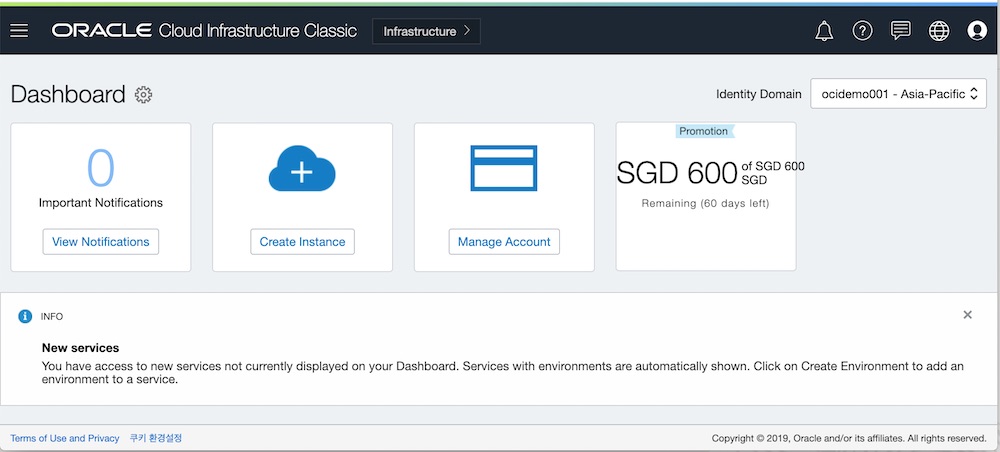 ORACLE Cloud Infrastructure Classic
Infrastructure
Dashboard
Identity Domain
ocidemo001 - Asia-Pacific
0
Important Notifications
View Notifications
Create Instance
Manage Account
Promotion
SGD 600 of SGD 600
SGD
Remaining (60 days left)
INFO
New services
You have access to new services not currently displayed on your Dashboard. Services with environments are automatically shown. Click on Create Environment to add an
environment to a service.
Terms of Use and Privacy
쿠키 환경설정
Copyright © 2019, Oracle and/or its affiliates. All rights reserved.